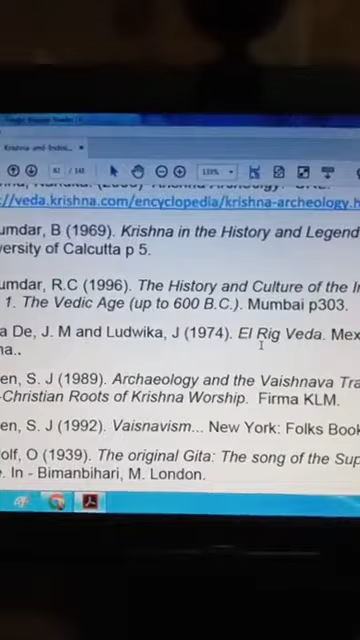 Krishna and Indol...
82 / 141
133%
://veda.krishna.com/encyclopedia/krishna-archeology.h
umdar, B (1969). Krishna in the History and Legend
versity of Calcutta p 5.
umdar, R.C (1996). The History and Culture of the In
1. The Vedic Age (up to 600 B.C.). Mumbai p303.
a De, J. M and Ludwika, J (1974). El Rig Veda. Mex
na..
en, S. J (1989). Archaeology and the Vaishnava Tra
-Christian Roots of Krishna Worship. Firma KLM.
en, S. J (1992). Vaisnavism... New York: Folks Book
olf, O (1939). The original Gita: The song of the Sup
e. In - Bimanbihari, M. London.